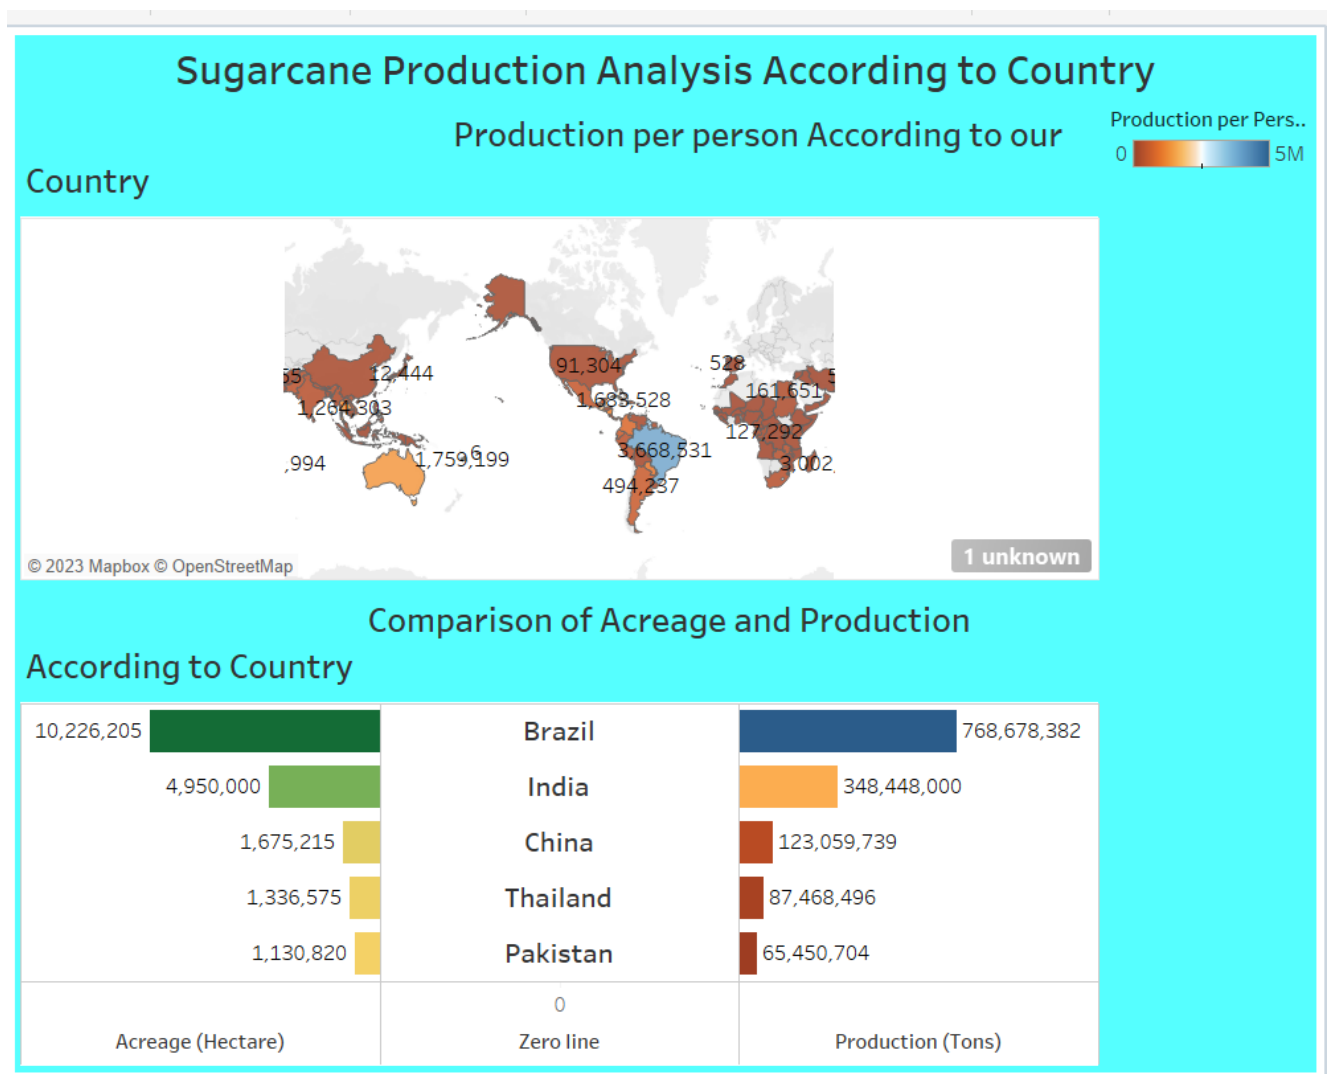 Sugarcane Production Analysis According to Country
Production per person According to our
Country
Production per Pers..
0 5M
91,304
528
12,444
161,651
1,264,303
528
127,292
3,668,531
6
,994
1,759,199
3,002,
494,237
© 2023 Mapbox © OpenStreetMap
1 unknown
Comparison of Acreage and Production
According to Country
10,226,205 Brazil 768,678,382
4,950,000 India 348,448,000
1,675,215 China 123,059,739
1,336,575 Thailand 87,468,496
1,130,820 Pakistan 65,450,704
0
Acreage (Hectare) Zero line Production (Tons)